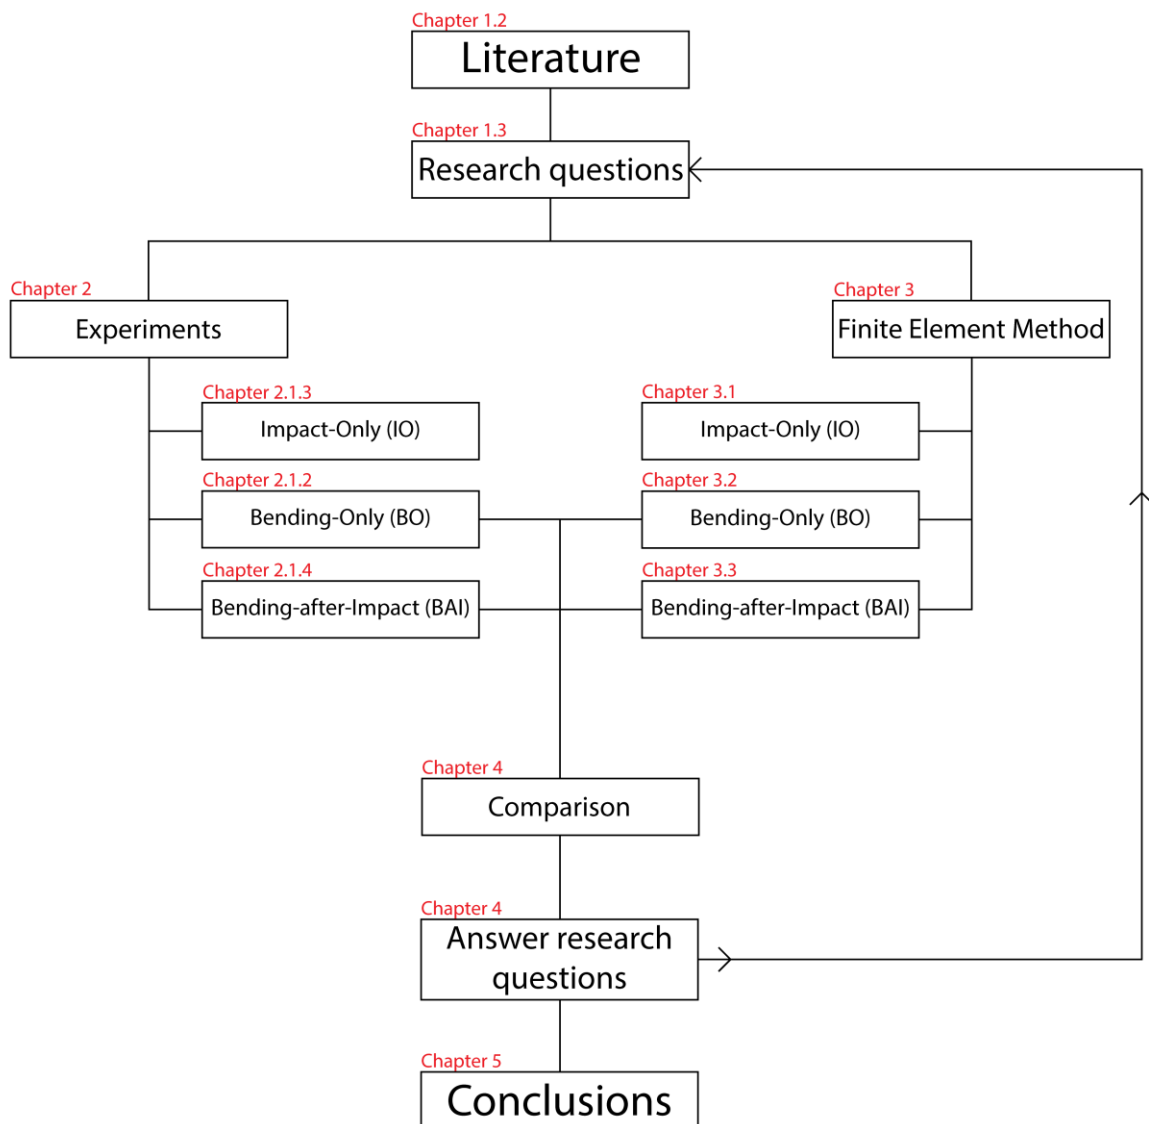 Chapter 1.2
Literature
Chapter 1.3
Research questions
Chapter 2
Experiments
Chapter 3
Finite Element Method
Chapter 2.1.3
Impact-Only (IO)
Chapter 3.1
Impact-Only (IO)
Chapter 2.1.2
Bending-Only (BO)
Chapter 3.2
Bending-Only (BO)
Chapter 2.1.4
Bending-after-Impact (BAI)
Chapter 3.3
Bending-after-Impact (BAI)
Chapter 4
Comparison
Chapter 4
Answer research
questions
Chapter 5
Conclusions